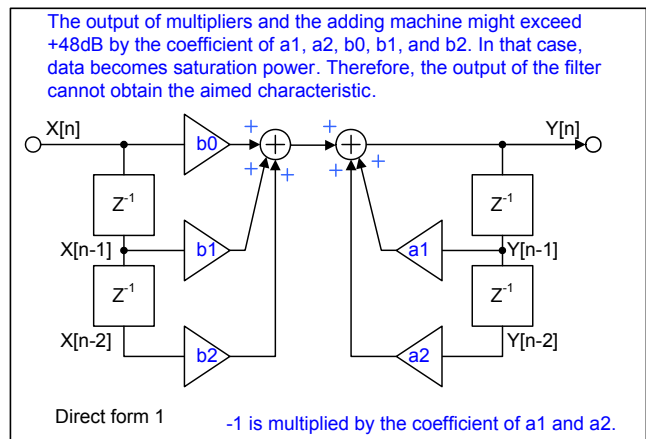 The output of multipliers and the adding machine might exceed
+48dB by the coefficient of a1, a2, b0, b1, and b2. In that case,
data becomes saturation power. Therefore, the output of the filter
cannot obtain the aimed characteristic.
X[n]
Y[n]
b0
+
+
+
+
+
+
+
+
Z-1
Z-1
X[n-1]
b1
a1
Y[n-1]
Z-1
Z-1
X[n-2]
b2
a2
Y[n-2]
Direct form 1
-1 is multiplied by the coefficient of a1 and a2.